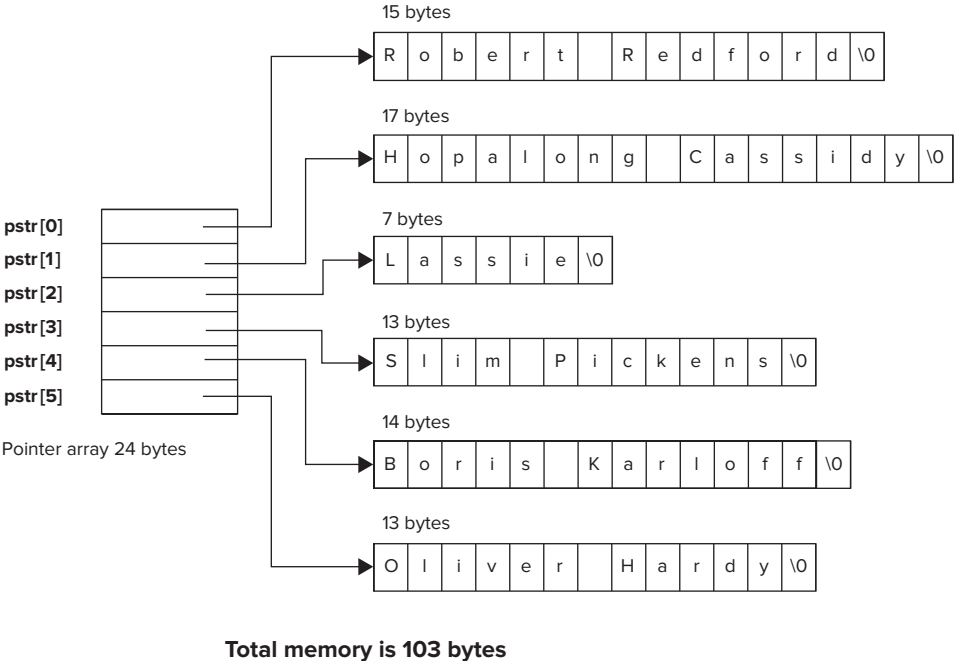 15 bytes
R o b e r t R e d f o r d \0
17 bytes
H o p a l o n g C a s s i d y \0
7 bytes
pstr[0]
pstr[1]
L a s s i e \0
pstr[2]
pstr[3]
13 bytes
pstr[4]
S l i m P i c k e n s \0
pstr[5]
14 bytes
Pointer array 24 bytes
B o r i s K a r l o f f \0
13 bytes
O l i v e r H a r d y \0
Total memory is 103 bytes